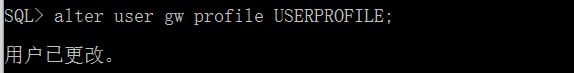 SQL> alter user gw profile USERPROFILE;
用户已更改。